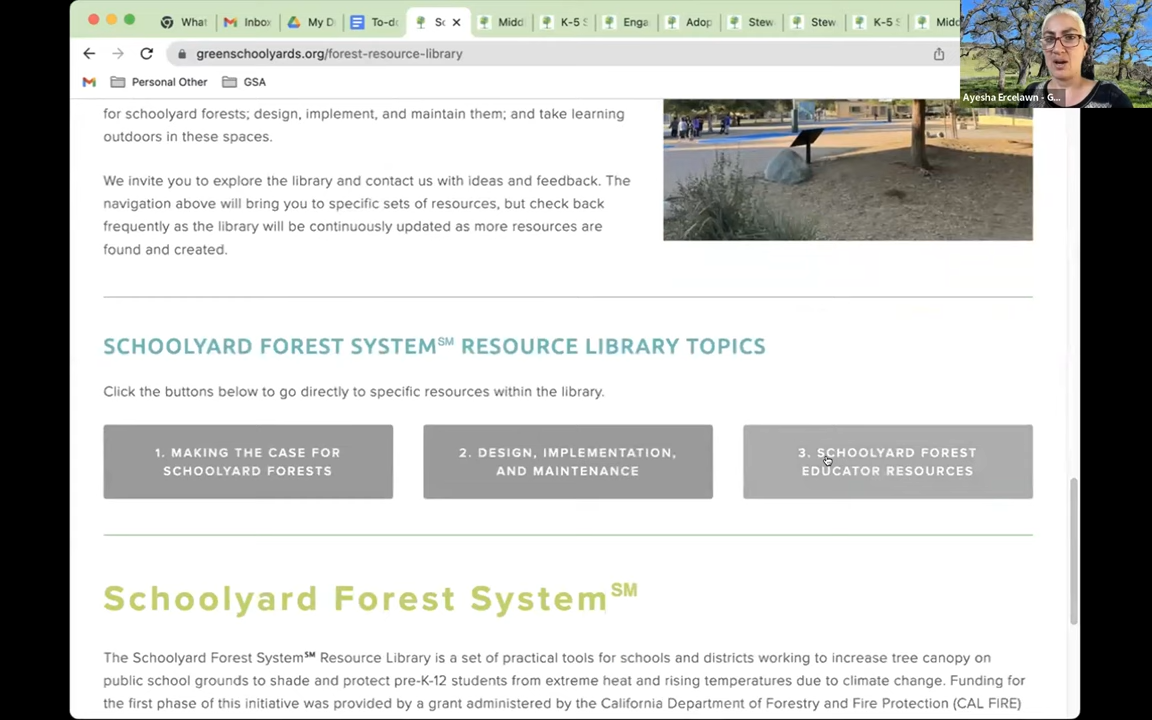 What
Inbox
My D
To-d
Sc
Midd
K-5 S
Enga
Adop
Stew
Stew
K-5 S
Midd
greenschoolyards.org/forest-resource-library
Personal Other
GSA
Ayesha Ercelawn - G...
for schoolyard forests; design, implement, and maintain them; and take learning
outdoors in these spaces.
We invite you to explore the library and contact us with ideas and feedback. The
navigation above will bring you to specific sets of resources, but check back
frequently as the library will be continuously updated as more resources are
found and created.
SCHOOLYARD FOREST SYSTEM℠ RESOURCE LIBRARY TOPICS
Click the buttons below to go directly to specific resources within the library.
1. MAKING THE CASE FOR
SCHOOLYARD FORESTS
2. DESIGN, IMPLEMENTATION,
AND MAINTENANCE
3. SCHOOLYARD FOREST
EDUCATOR RESOURCES
Schoolyard Forest System℠
The Schoolyard Forest System℠ Resource Library is a set of practical tools for schools and districts working to increase tree canopy on
public school grounds to shade and protect pre-K-12 students from extreme heat and rising temperatures due to climate change. Funding for
the first phase of this initiative was provided by a grant administered by the California Department of Forestry and Fire Protection (CAL FIRE)